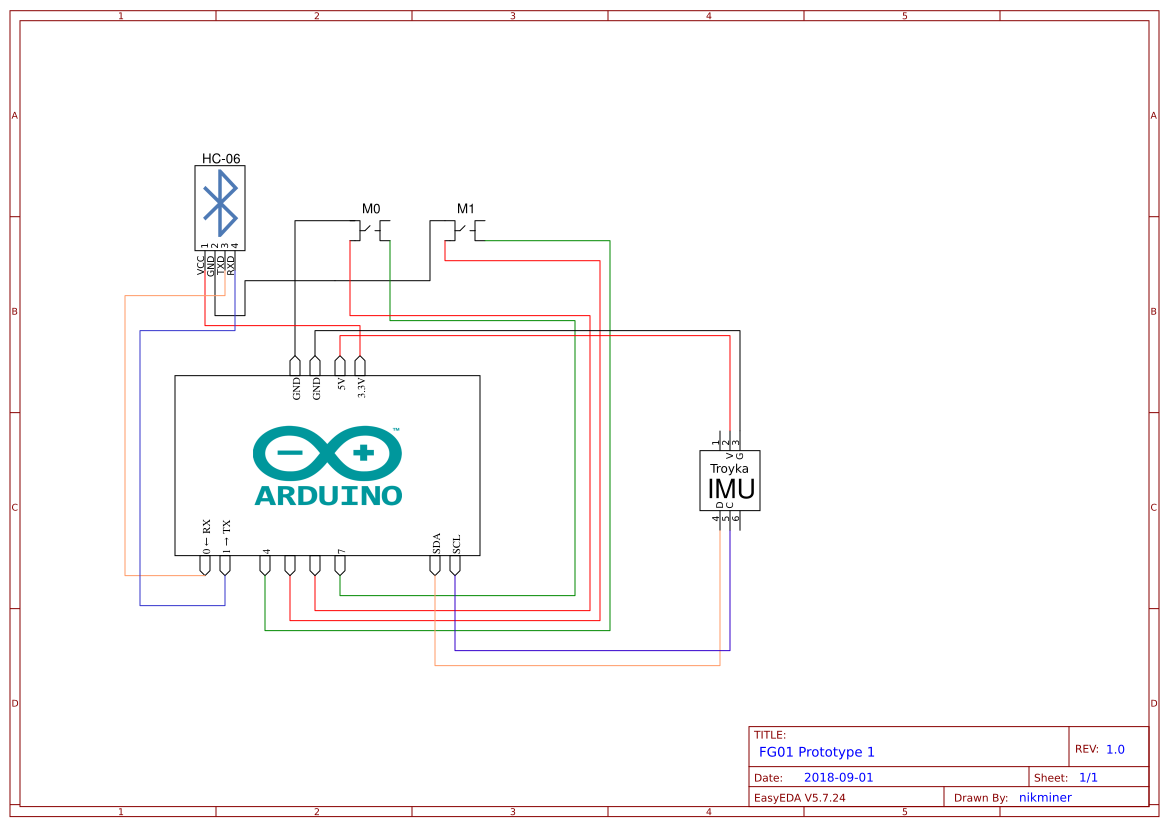 1 2 3 4 5
A A
HC-06
M0 M1
B B
1 2 3 4
VCC GND TXD RXD
GND GND 5V 3.3V
™
ARDUINO
1 2 3
V G
Troyka
IMU
D C
4 5 6
C C
0 ← RX 1 → TX 4 7 SDA SCL
D D
TITLE:
FG01 Prototype 1
REV: 1.0
Date: 2018-09-01 Sheet: 1/1
EasyEDA V5.7.24 Drawn By: nikminer
1 2 3 4 5